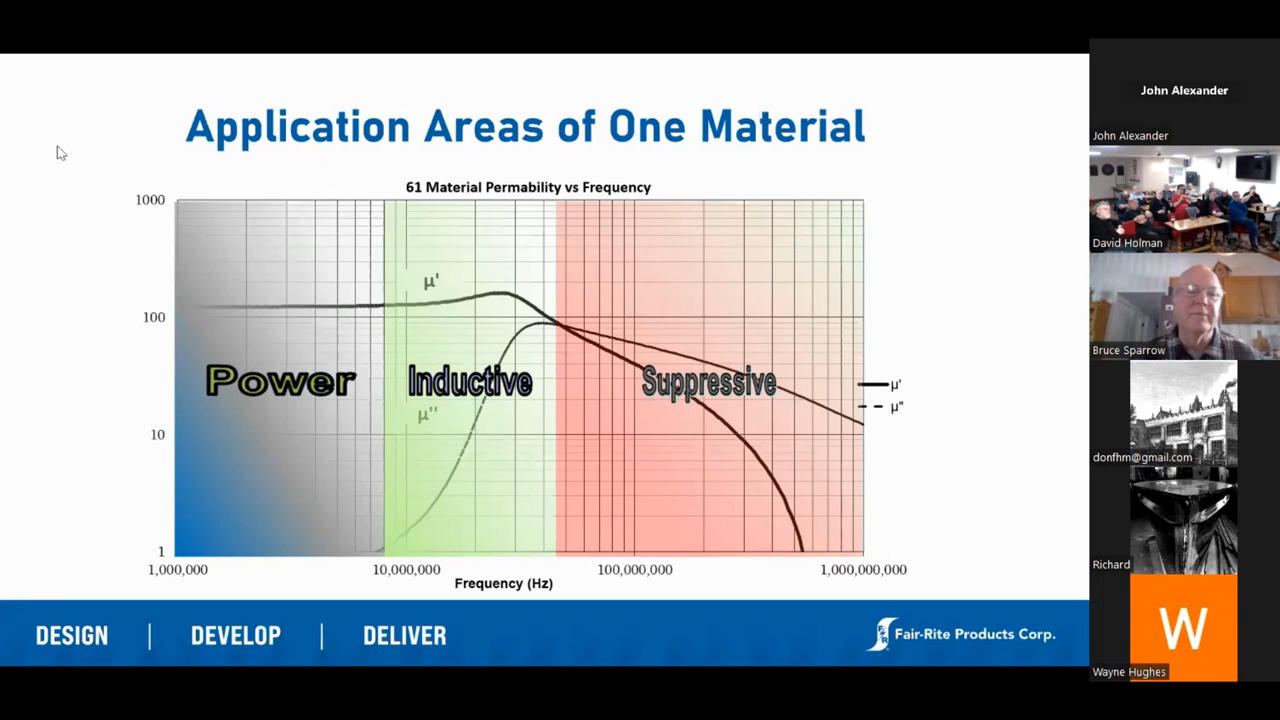 Application Areas of One Material
61 Material Permability vs Frequency
1000
100
10
1
μ'
μ''
Power
Inductive
Suppressive
μ'
μ"
1,000,000
10,000,000
100,000,000
1,000,000,000
Frequency (Hz)
DESIGN | DEVELOP | DELIVER
Fair-Rite Products Corp.
John Alexander
John Alexander
David Holman
Bruce Sparrow
donfhm@gmail.com
Richard
W
Wayne Hughes